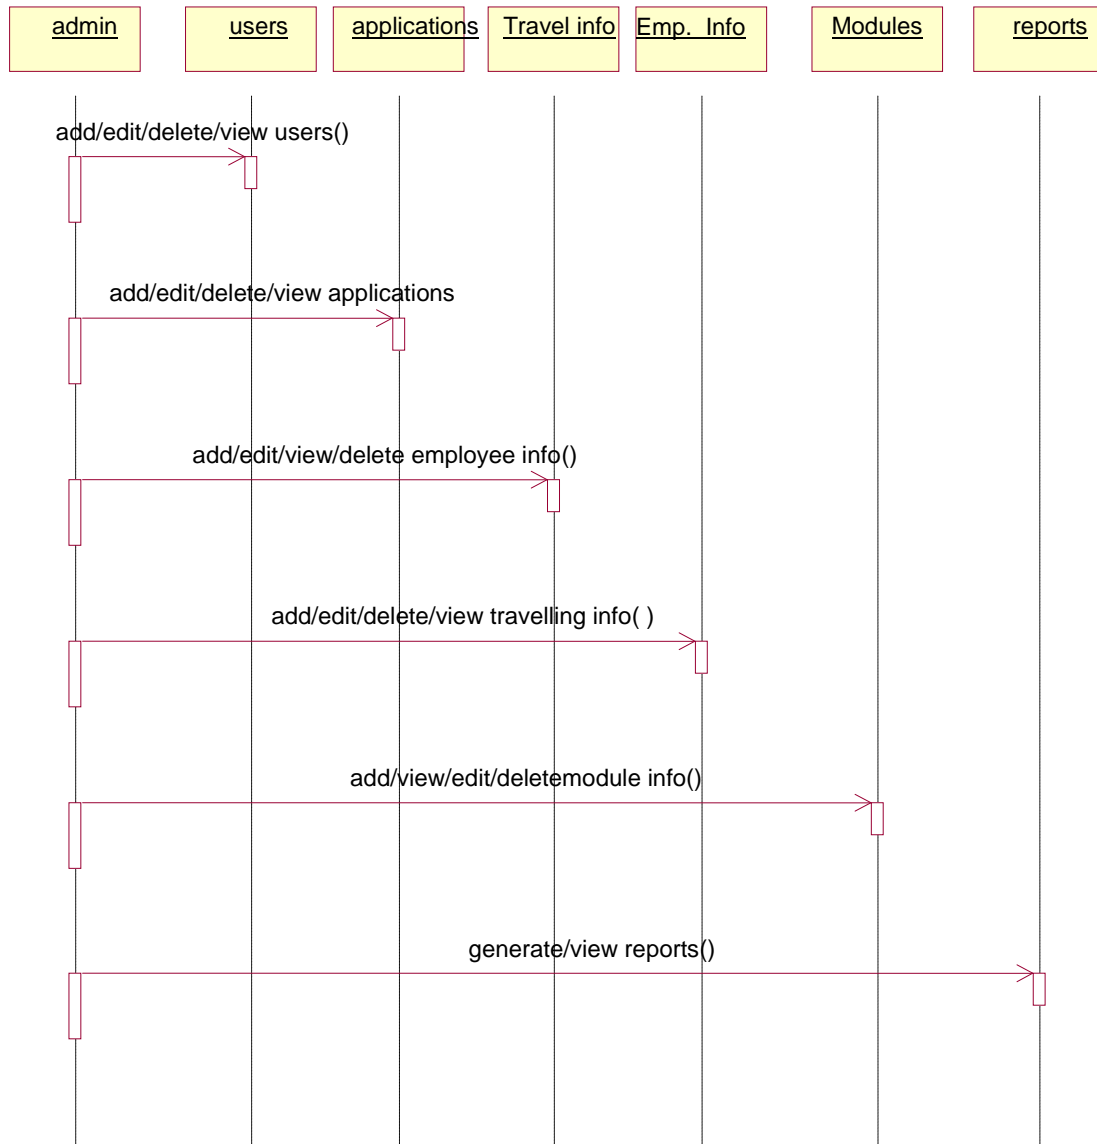 admin
users
applications
Travel info
Emp.  Info
Modules
reports
add/edit/delete/view users()
add/edit/delete/view applications
add/edit/view/delete employee info()
add/edit/delete/view travelling info( )
add/view/edit/deletemodule info()
generate/view reports()